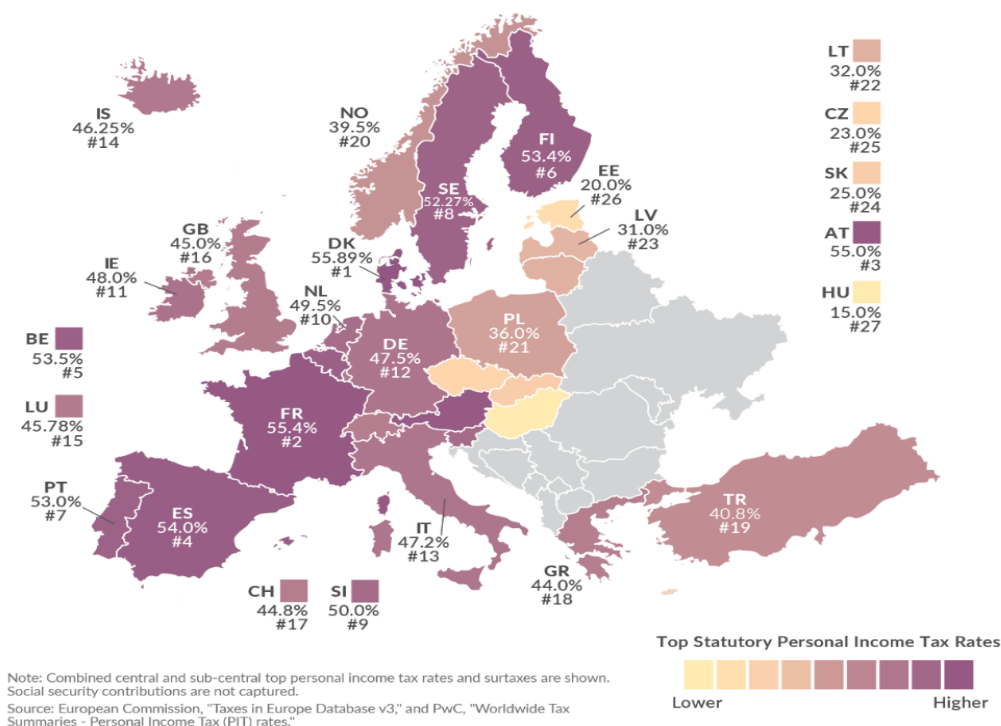 IS
46.25%
#14
NO
39.5%
#20
FI
53.4%
#6
SE
52.27%
#8
EE
20.0%
#26
LV
31.0%
#23
LT
32.0%
#22
CZ
23.0%
#25
SK
25.0%
#24
AT
55.0%
#3
HU
15.0%
#27
GB
45.0%
#16
IE
48.0%
#11
DK
55.89%
#1
NL
49.5%
#10
BE
53.5%
#5
LU
45.78%
#15
DE
47.5%
#12
PL
36.0%
#21
FR
55.4%
#2
PT
53.0%
#7
ES
54.0%
#4
IT
47.2%
#13
TR
40.8%
#19
GR
44.0%
#18
CH
44.8%
#17
SI
50.0%
#9
Top Statutory Personal Income Tax Rates
Lower
Higher
Note: Combined central and sub-central top personal income tax rates and surtaxes are shown.
Social security contributions are not captured.
Source: European Commission, "Taxes in Europe Database v3," and PwC, "Worldwide Tax
Summaries - Personal Income Tax (PIT) rates."